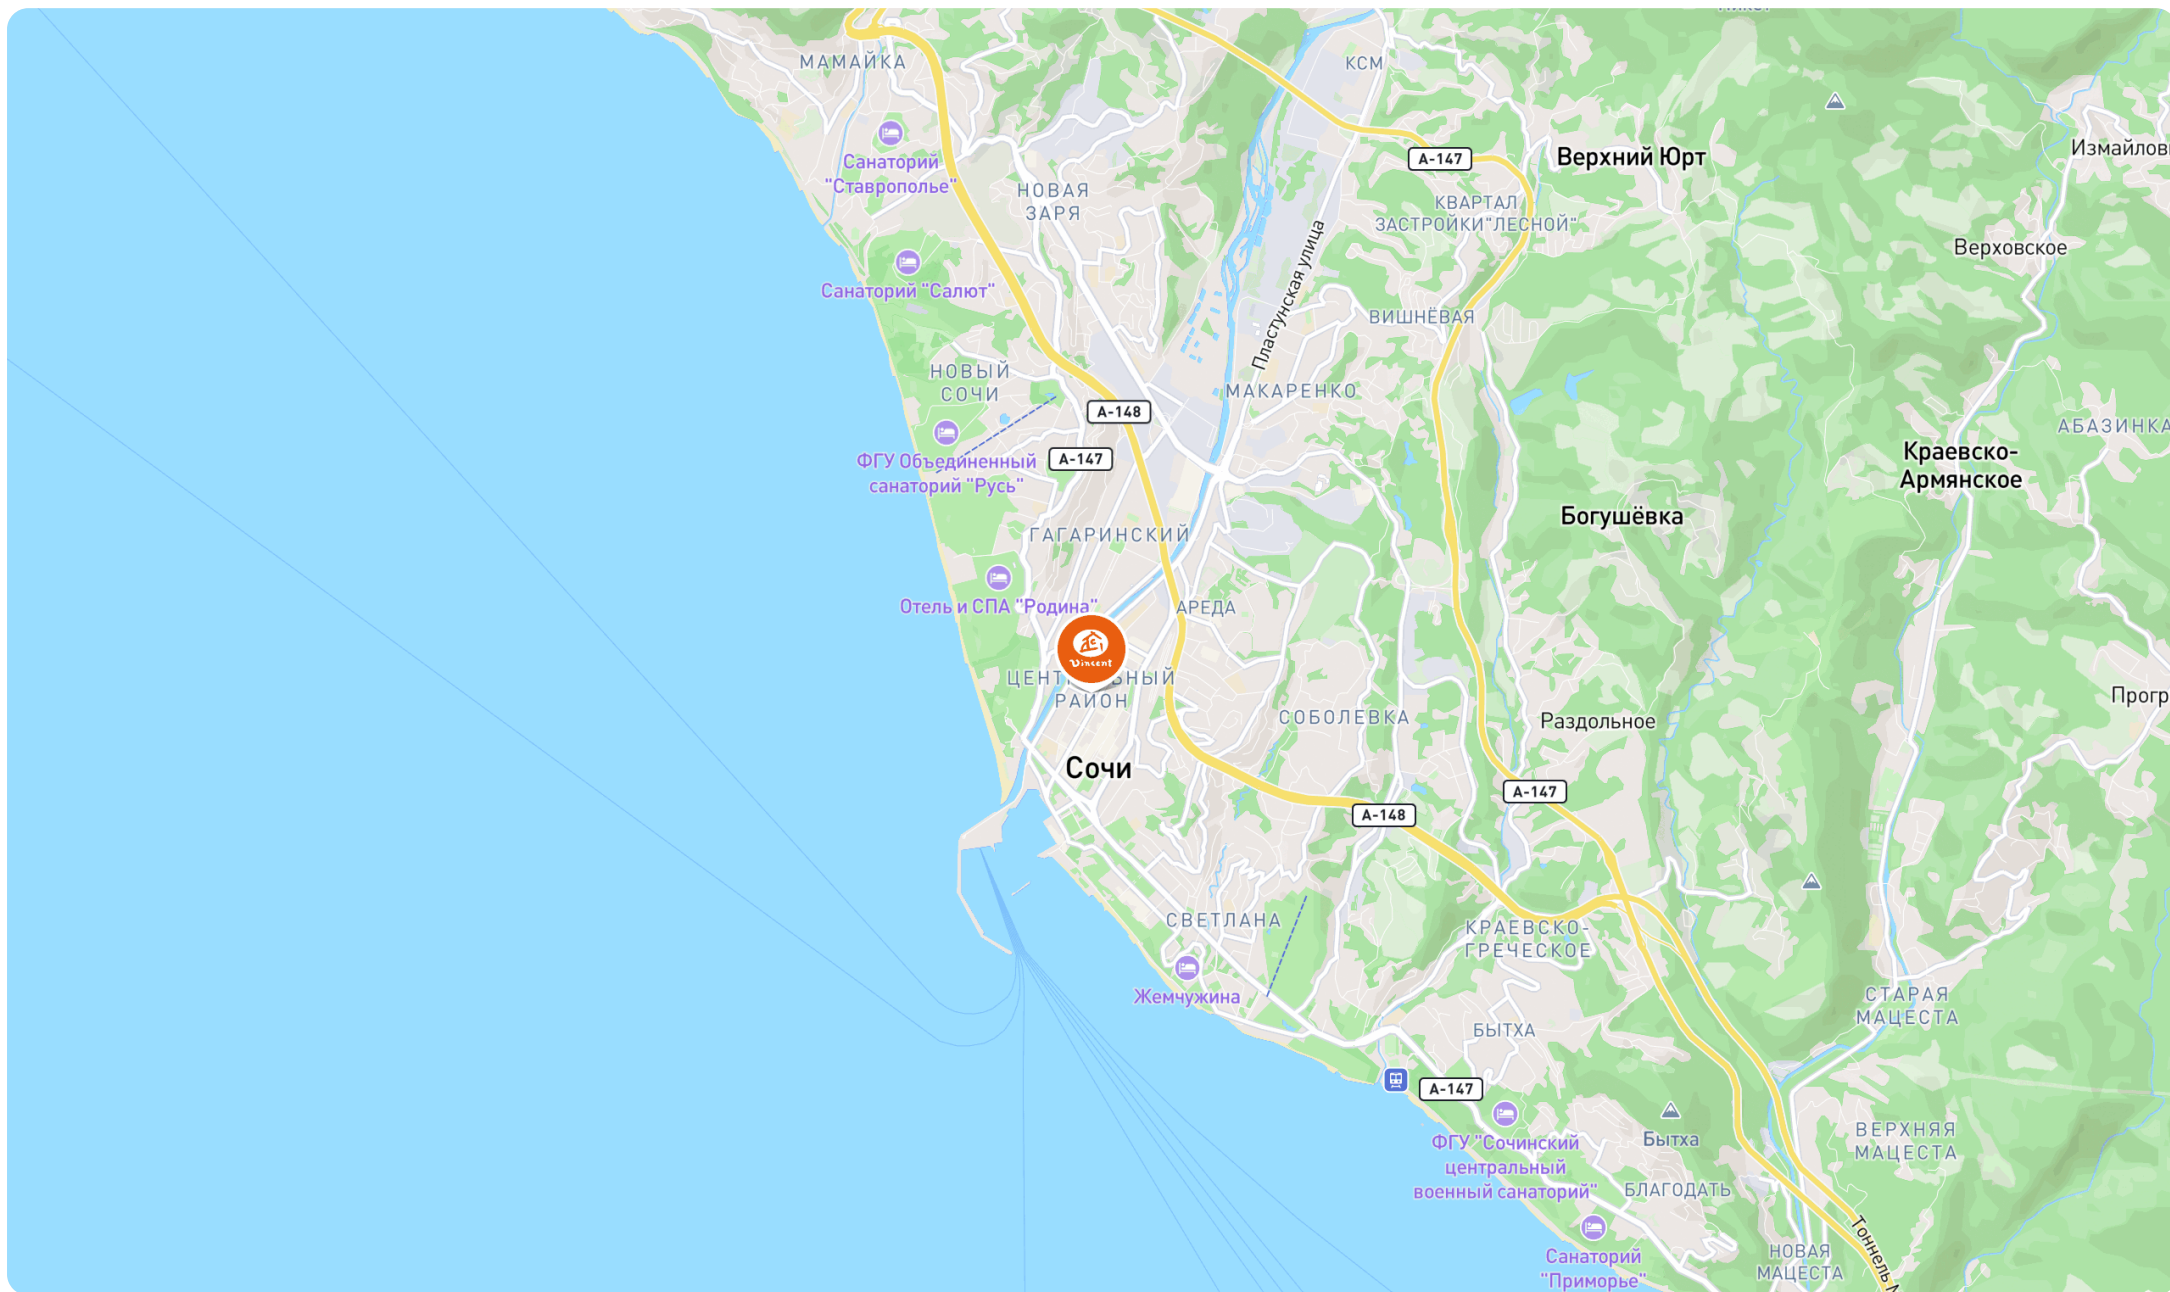 МАМАЙКА
КСМ
Санаторий
"Ставрополье"
НОВАЯ
ЗАРЯ
А-147
Верхний Юрт
КВАРТАЛ
ЗАСТРОЙКИ"ЛЕСНОЙ"
Измайлов
Верховское
Санаторий "Салют"
Пластунская улица
ВИШНЁВАЯ
НОВЫЙ
СОЧИ
МАКАРЕНКО
А-148
А-147
ФГУ Объединенный
санаторий "Русь"
АБАЗИНКА
Краевско-
Армянское
Богушёвка
ГАГАРИНСКИЙ
Отель и СПА "Родина"
АРЕДА
Vincent
ЦЕНТ ЬНЫЙ
РАЙОН
СОБОЛЕВКА
Раздольное
Прогр
Сочи
А-147
А-148
СВЕТЛАНА
КРАЕВСКО-
ГРЕЧЕСКОЕ
Жемчужина
СТАРАЯ
МАЦЕСТА
БЫТХА
А-147
ФГУ "Сочинский
центральный
военный санаторий"
Бытха
ВЕРХНЯЯ
МАЦЕСТА
БЛАГОДАТЬ
Санаторий
"Приморье"
НОВАЯ
МАЦЕСТА
Тоннель